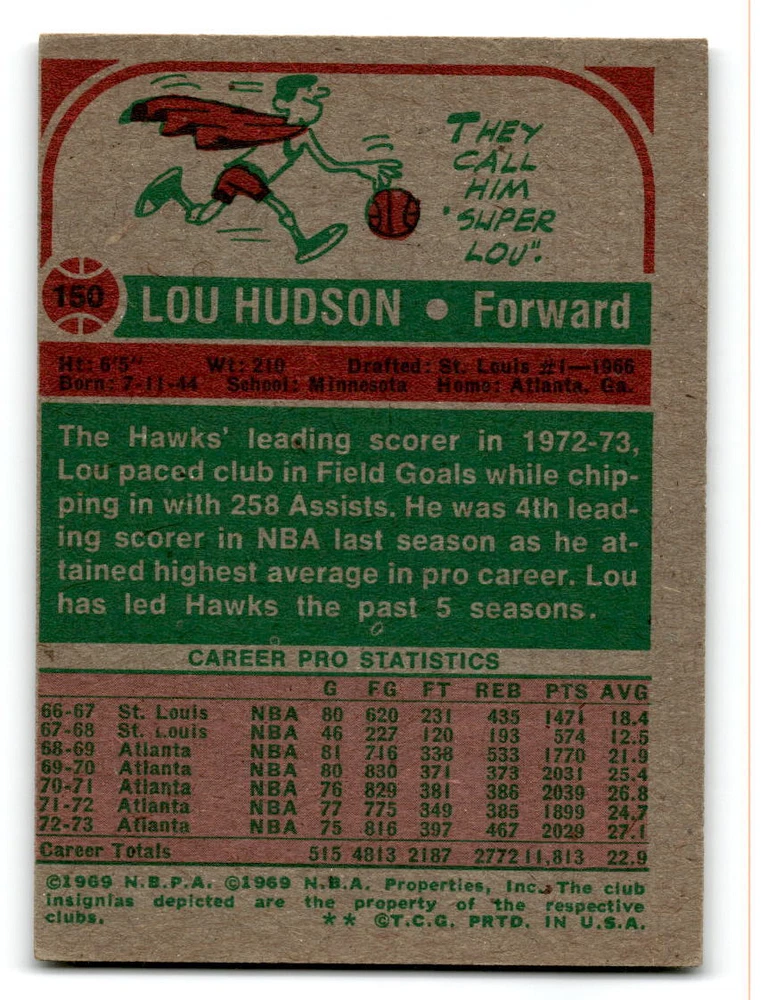 THEY
CALL
HIM
"SUPER
LOU".
150 LOU HUDSON • Forward
Ht: 6'5" Wt: 210 Drafted: St. Louis #1—1966
Born: 7-11-44 School: Minnesota Home: Atlanta, Ga.
The Hawks' leading scorer in 1972-73,
Lou paced club in Field Goals while chip-
ping in with 258 Assists. He was 4th lead-
ing scorer in NBA last season as he at-
tained highest average in pro career. Lou
has led Hawks the past 5 seasons.
CAREER PRO STATISTICS
G FG FT REB PTS AVG
66-67 St. Louis NBA 80 620 231 435 1471 18.4
67-68 St. Louis NBA 46 227 120 193 574 12.5
68-69 Atlanta NBA 81 716 338 533 1770 21.9
69-70 Atlanta NBA 80 830 371 373 2031 25.4
70-71 Atlanta NBA 76 829 381 386 2039 26.8
71-72 Atlanta NBA 77 775 349 385 1899 24.7
72-73 Atlanta NBA 75 816 397 467 2029 27.1
Career Totals 515 4813 2187 2772 11,813 22.9
©1969 N.B.P.A. ©1969 N.B.A. Properties, Inc. The club
insignias depicted are the property of the respective
clubs. ** ©T.C.G. PRTD. IN U.S.A.